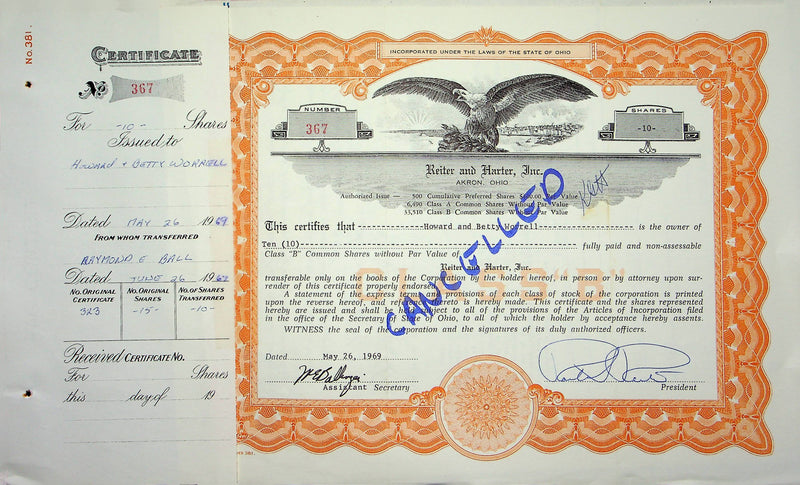 No. 381.
CERTIFICATE
No 367
For -10- Shares
Issued to
Howard & Betty Worrell
Dated May 26 1969
FROM WHOM TRANSFERRED
Raymond E Ball
Dated June 26 1967
No. Original Certificate No. Original Shares No. of Shares Transferred
323 -15- -10-
Received CERTIFICATE No.
For Shares
this day of 19
INCORPORATED UNDER THE LAWS OF THE STATE OF OHIO
NUMBER
367
SHARES
-10-
Reiter and Harter, Inc.
AKRON, OHIO
Authorized Issue — 500 Cumulative Preferred Shares Value
6,490 Class A Common Shares Without Par Value
33,510 Class B Common Shares Without Par Value
This certifies that Howard and Betty Worrell is the owner of
Ten (10) fully paid and non-assessable
Class "B" Common Shares without Par Value of
Reiter and Harter, Inc.
transferable only on the books of the Corporation by the holder hereof, in person or by attorney upon sur-
render of this certificate properly endorsed.
A statement of the express terms and provisions of each class of stock of the corporation is printed
upon the reverse hereof, and reference thereto is hereby made. This certificate and the shares represented
hereby are issued and shall be held subject to all of the provisions of the Articles of Incorporation filed
in the office of the Secretary of State of Ohio, to all of which the holder by acceptance hereby assents.
WITNESS the seal of the Corporation and the signatures of its duly authorized officers.
CANCELLED
Dated May 26, 1969
Assistant Secretary
President